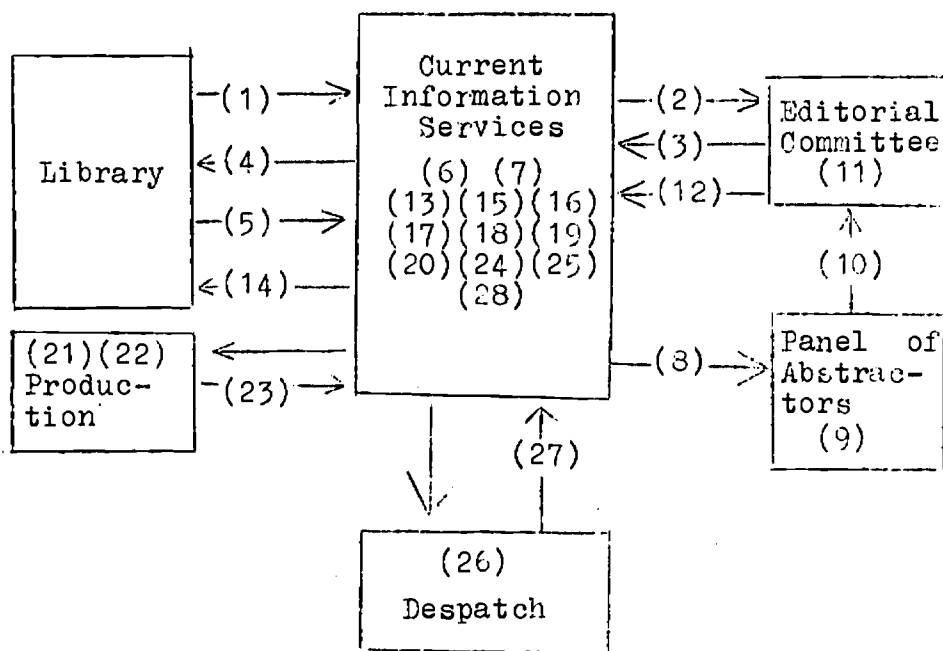 Library
(1)
(4)
(5)
(14)
Current
Information
Services
(6) (7)
(13)(15)(16)
(17)(18)(19)
(20)(24)(25)
(28)
(2)
(3)
(12)
Editorial
Committee
(11)
(10)
(8)
Panel of
Abstrac-
tors
(9)
(21)(22)
Produc-
tion
(23)
(27)
(26)
Despatch